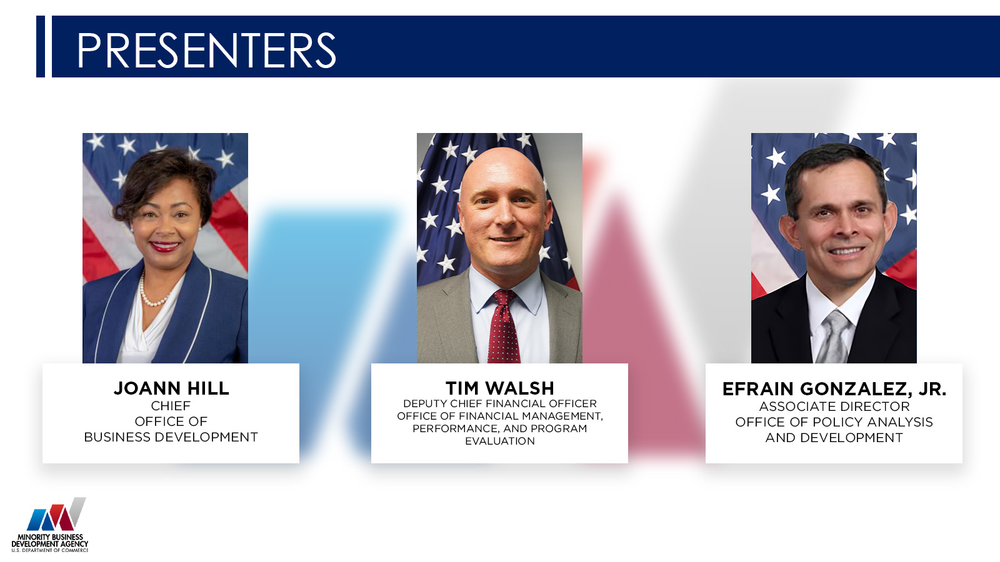 PRESENTERS
JOANN HILL
CHIEF
OFFICE OF
BUSINESS DEVELOPMENT
TIM WALSH
DEPUTY CHIEF FINANCIAL OFFICER
OFFICE OF FINANCIAL MANAGEMENT,
PERFORMANCE, AND PROGRAM
EVALUATION
EFRAIN GONZALEZ, JR.
ASSOCIATE DIRECTOR
OFFICE OF POLICY ANALYSIS
AND DEVELOPMENT
MINORITY BUSINESS
DEVELOPMENT AGENCY
U.S. DEPARTMENT OF COMMERCE